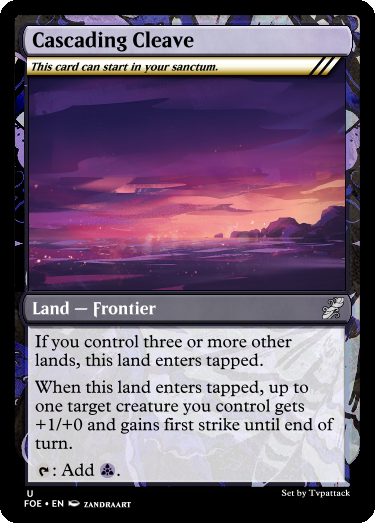 Cascading Cleave
This card can start in your sanctum.
Land — Frontier
If you control three or more other
lands, this land enters tapped.
When this land enters tapped, up to
one target creature you control gets
+1/+0 and gains first strike until end of
turn.
: Add .
U
FOE • EN ZANDRAART
Set by Tvpattack